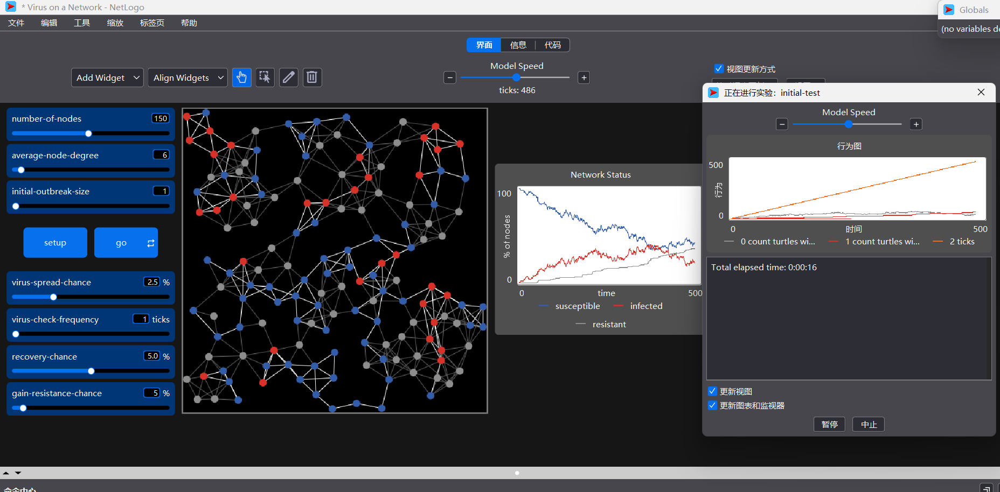 * Virus on a Network - NetLogo
Globals
文件 编辑 工具 缩放 标签页 帮助
(no variables de
界面 信息 代码
Add Widget Align Widgets
Model Speed
ticks: 486
视图更新方式
number-of-nodes 150
average-node-degree 6
initial-outbreak-size 1
setup go
virus-spread-chance 2.5 %
virus-check-frequency 1 ticks
recovery-chance 5.0 %
gain-resistance-chance 5 %
Network Status
100
% of nodes
0
0 time 500
susceptible infected
resistant
正在进行实验：initial-test
Model Speed
行为图
500
行为
0
0 时间 500
0 count turtles wi... 1 count turtles wi... 2 ticks
Total elapsed time: 0:00:16
更新视图
更新图表和监视器
暂停 中止
命令中心